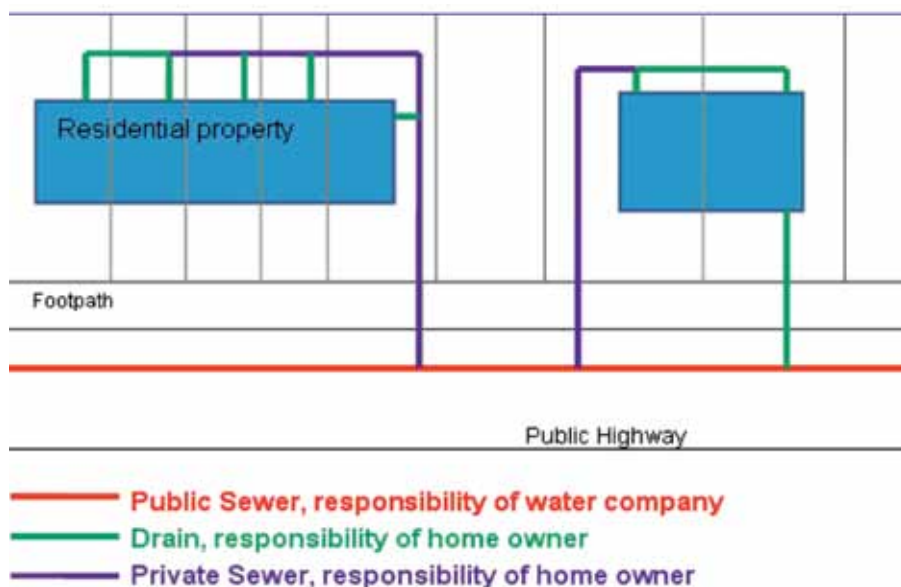 Residential property
Footpath
Public Highway
Public Sewer, responsibility of water company
Drain, responsibility of home owner
Private Sewer, responsibility of home owner